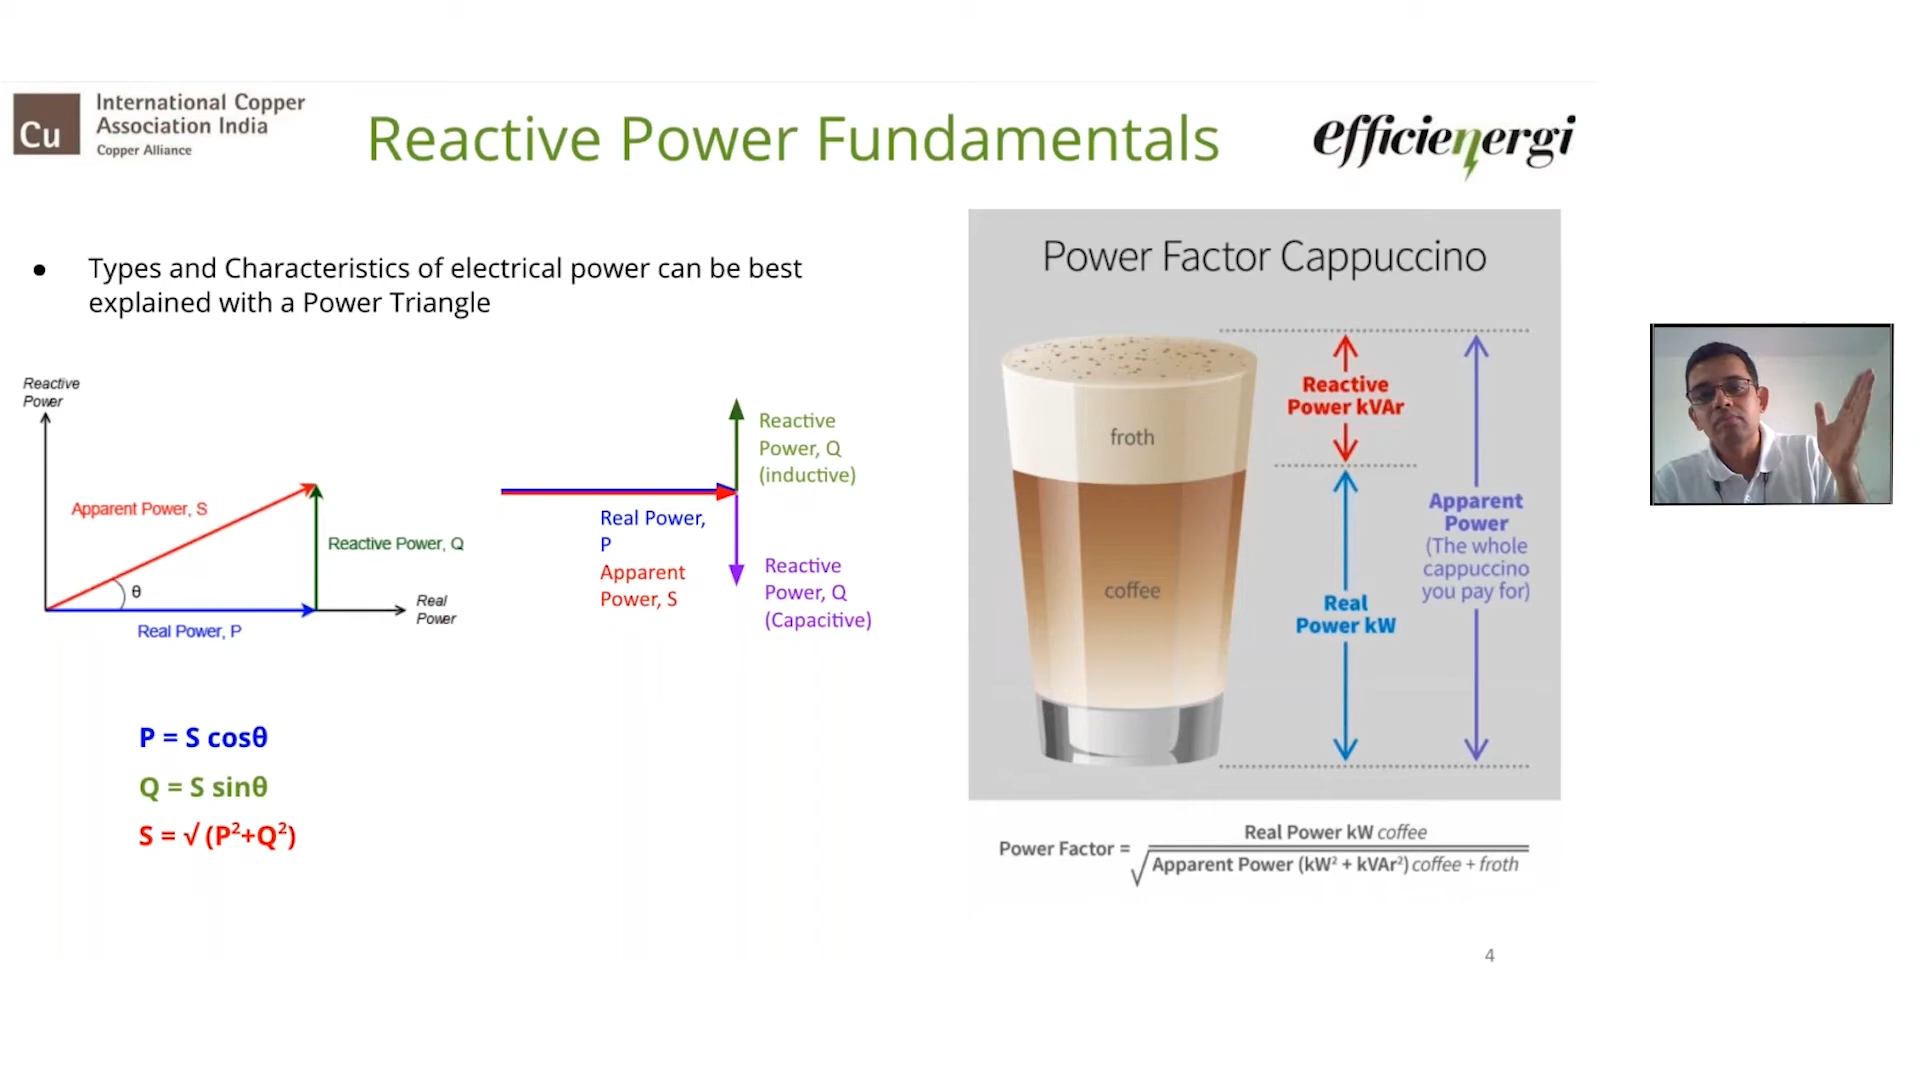 Cu
International Copper
Association India
Copper Alliance
Reactive Power Fundamentals
efficienergi
● Types and Characteristics of electrical power can be best
explained with a Power Triangle
Reactive
Power
Apparent Power, S
Reactive Power, Q
θ
Real
Power
Real Power, P
Reactive
Power, Q
(inductive)
Real Power,
P
Apparent
Power, S
Reactive
Power, Q
(Capacitive)
P = S cosθ
Q = S sinθ
S = √ (P²+Q²)
Power Factor Cappuccino
froth
coffee
Reactive
Power kVAr
Real
Power kW
Apparent
Power
(The whole
cappuccino
you pay for)
Real Power kW coffee
Power Factor =
√ Apparent Power (kW² + kVAr²) coffee + froth
4